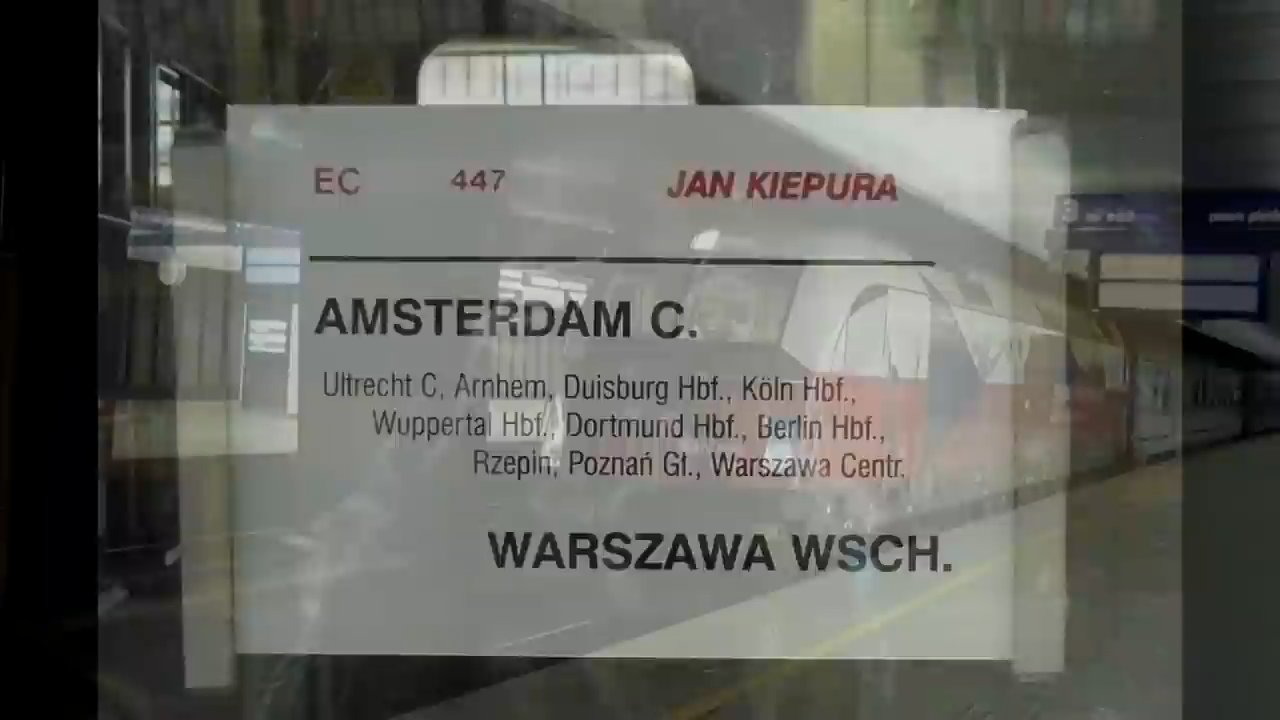 EC 447 JAN KIEPURA
AMSTERDAM C.
Ultrecht C, Arnhem, Duisburg Hbf., Köln Hbf.,
Wuppertal Hbf., Dortmund Hbf., Berlin Hbf.,
Rzepin, Poznań Gł., Warszawa Centr.
WARSZAWA WSCH.
3